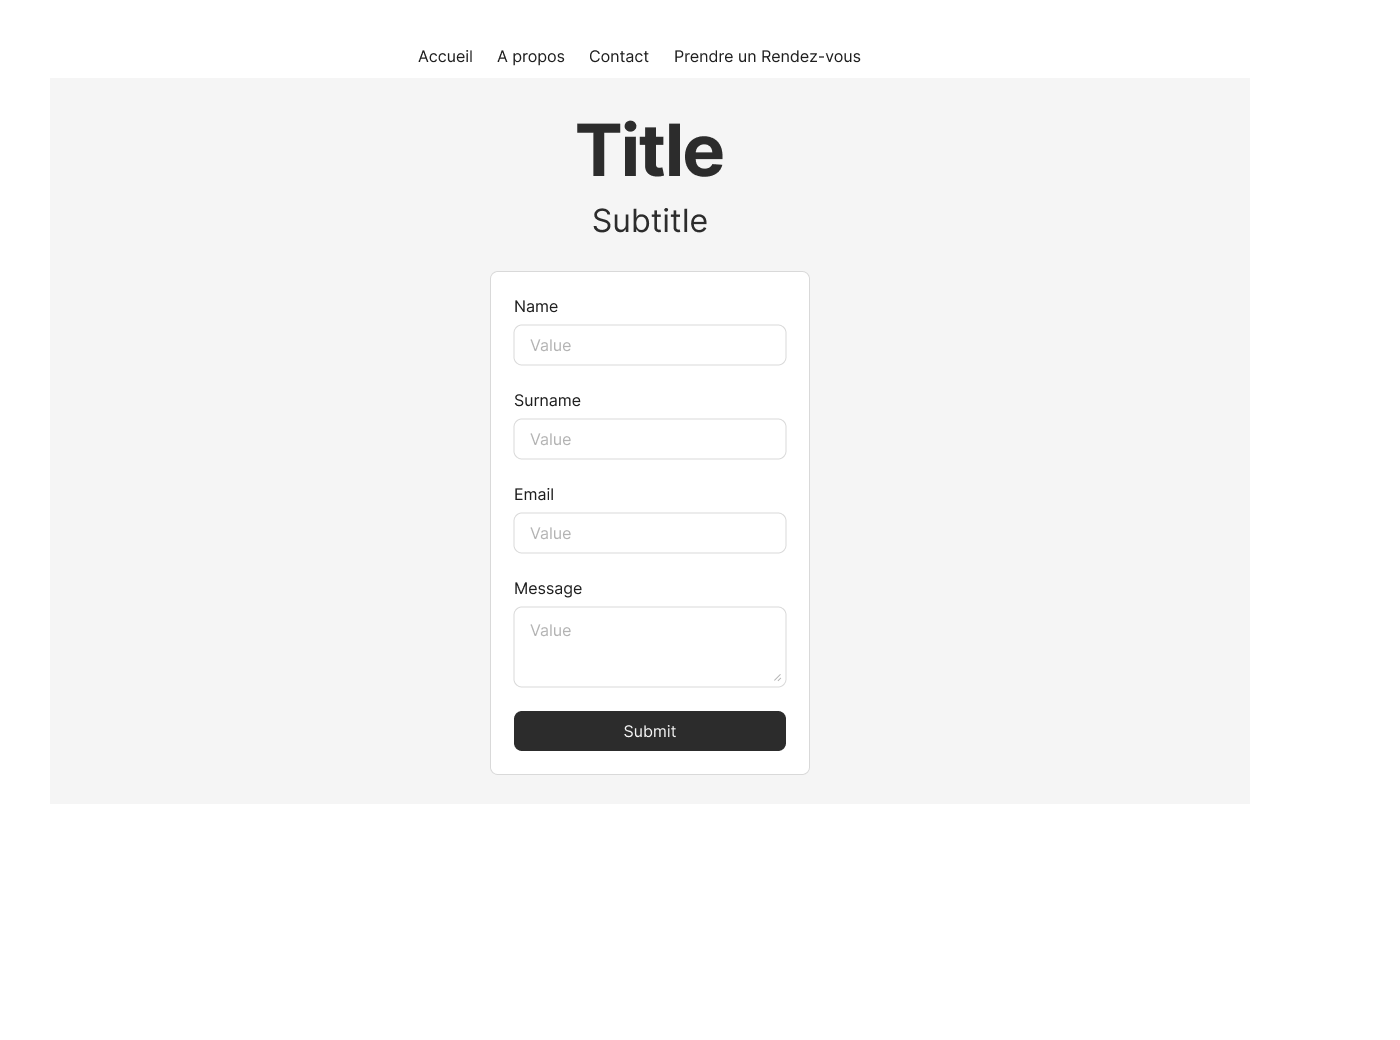 Accueil A propos Contact Prendre un Rendez-vous
Title
Subtitle
Name
Value
Surname
Value
Email
Value
Message
Value
Submit